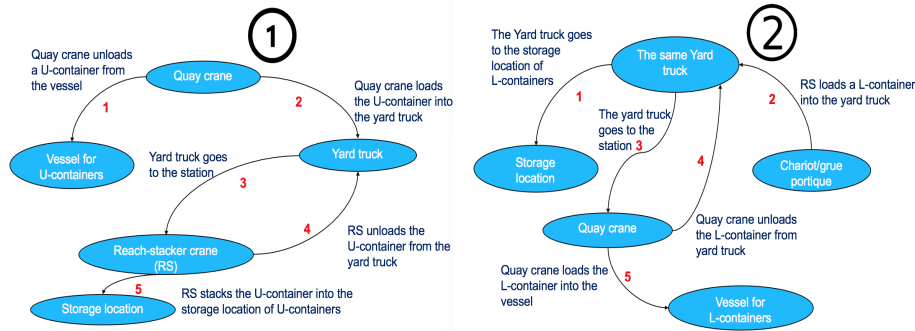 1
Quay crane unloads
a U-container from
the vessel
Quay crane
1
2
Quay crane loads
the U-container into
the yard truck
Vessel for
U-containers
Yard truck goes
to the station
Yard truck
3
4
RS unloads the
U-container from the
yard truck
Reach-stacker crane
(RS)
5
Storage location
RS stacks the U-container into the
storage location of U-containers
2
The Yard truck goes
to the storage
location of
L-containers
The same Yard
truck
RS loads a L-container
into the yard truck
1
2
The yard truck
goes to the
station 3
4
Storage
location
Chariot/grue
portique
Quay crane
Quay crane unloads
the L-container from
yard truck
Quay crane loads the
L-container into the
vessel
5
Vessel for
L-containers